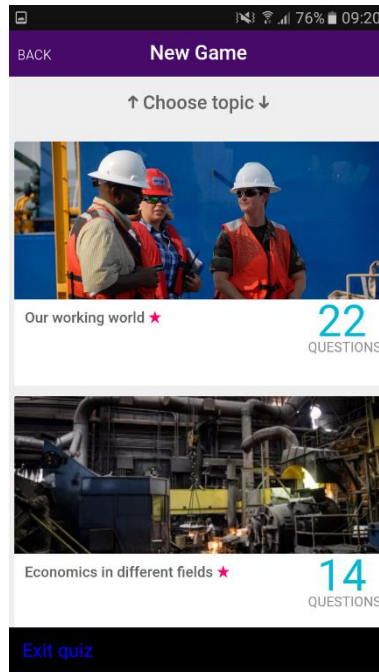 76% 09:20
BACK New Game
↑ Choose topic ↓
Our working world ★
22
QUESTIONS
Economics in different fields ★
14
QUESTIONS
Exit quiz